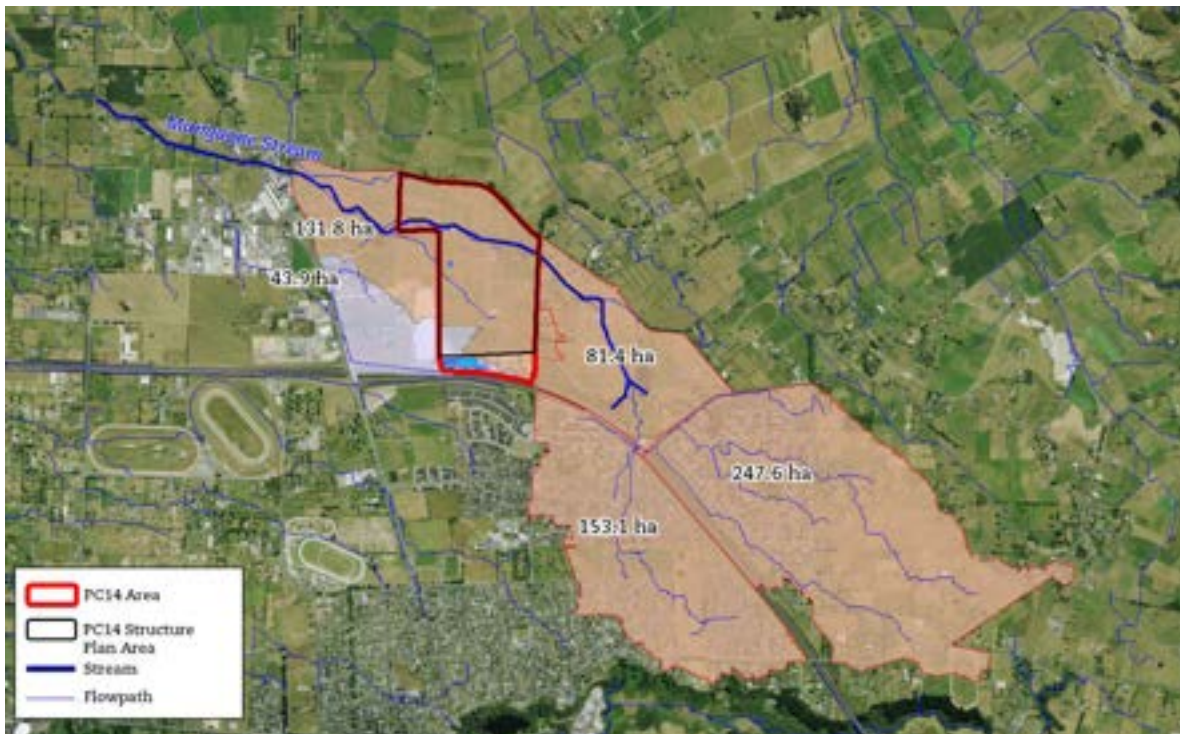 Mangaone Stream
131.8 ha
43.9 ha
81.4 ha
247.6 ha
153.1 ha
PC14 Area
PC14 Structure
Plan Area
Stream
Flowpath